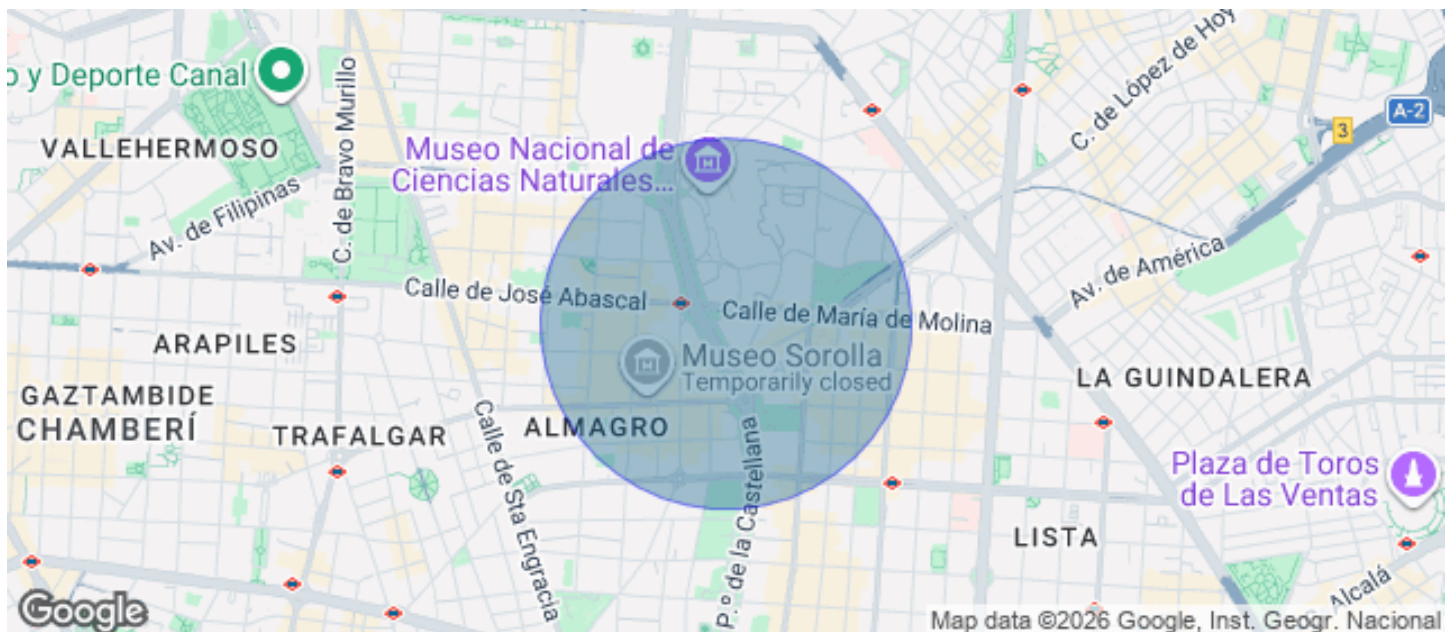 o y Deporte Canal
VALLEHERMOSO
Av. de Filipinas
C. de Bravo Murillo
Museo Nacional de
Ciencias Naturales...
C. de López de Hoy
A-2
3
Av. de América
Calle de José Abascal
Calle de María de Molina
ARAPILES
Museo Sorolla
Temporarily closed
GAZTAMBIDE
CHAMBERÍ
TRAFALGAR
Calle de Sta Engracia
ALMAGRO
P.º de la Castellana
LA GUINDALERA
Plaza de Toros
de Las Ventas
LISTA
Alcalá
Google
Map data ©2026 Google, Inst. Geogr. Nacional